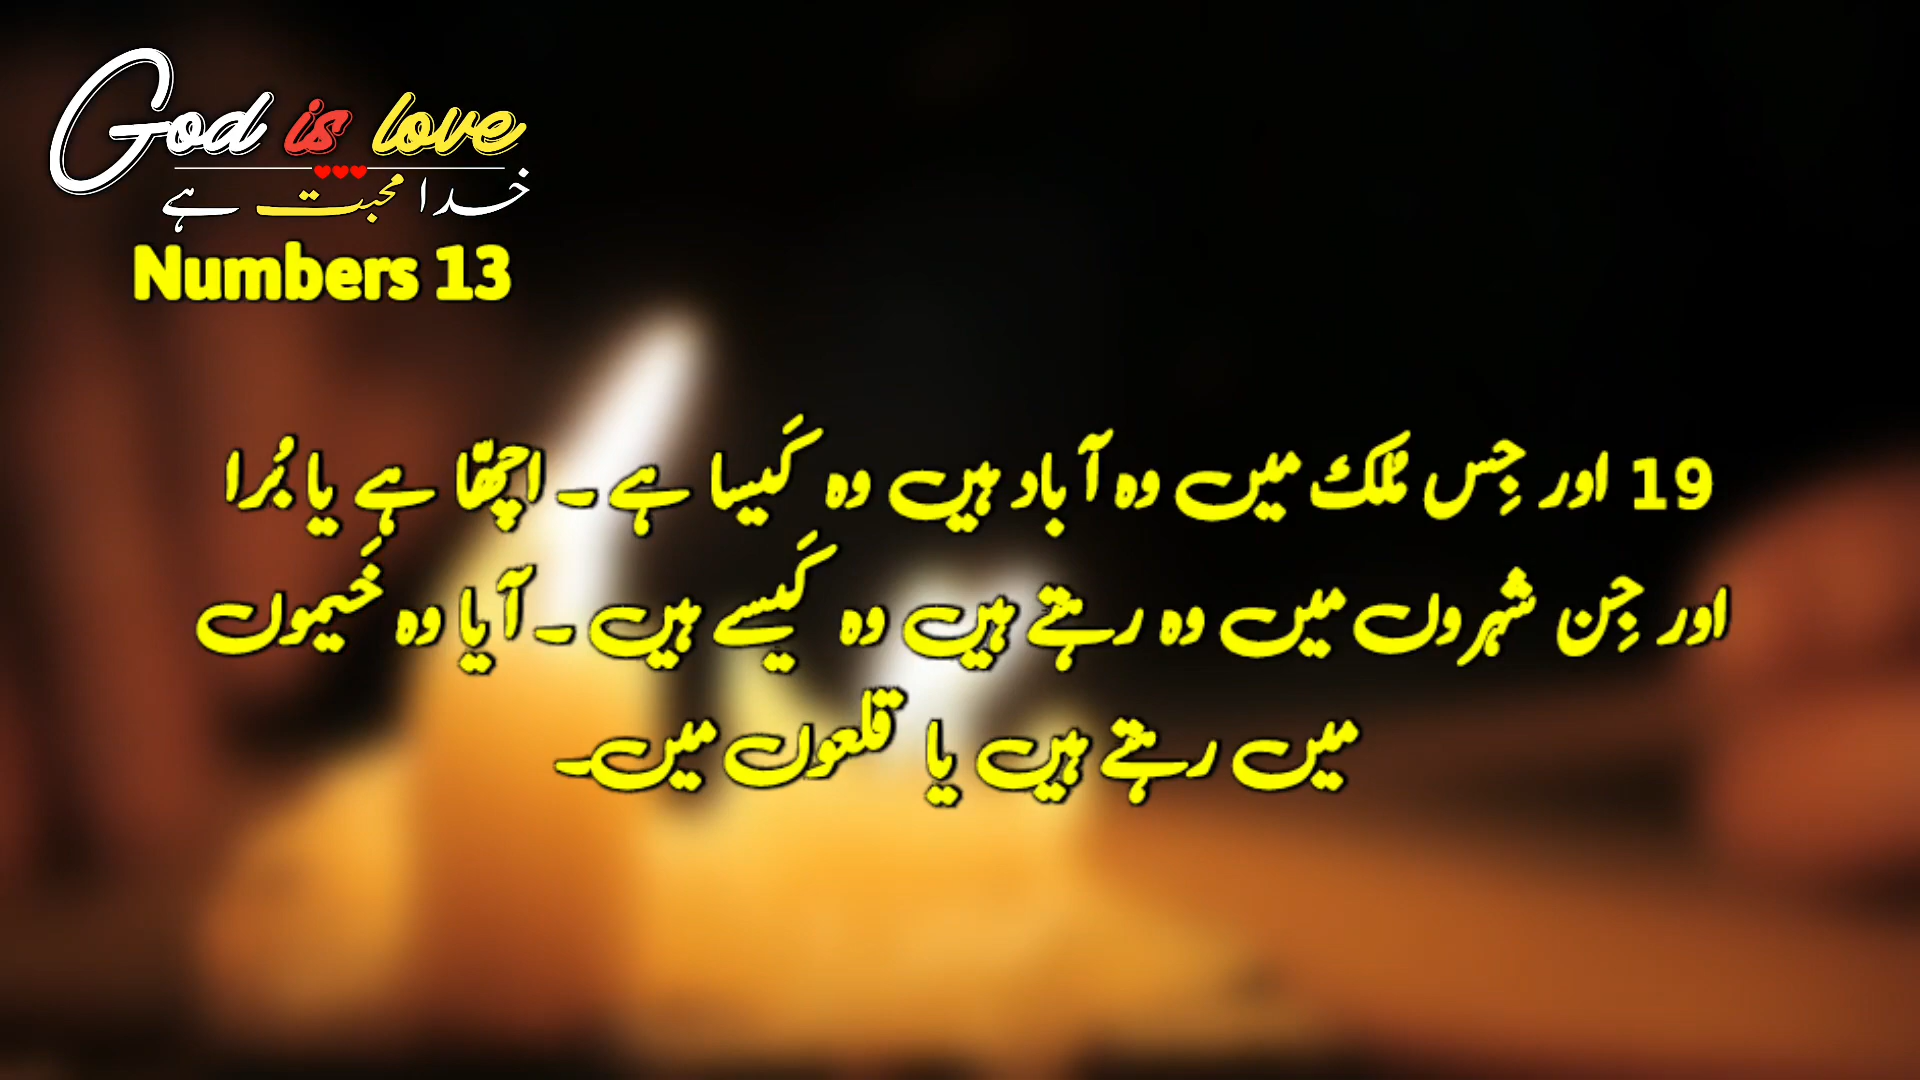 God is love
خدا محبت ہے
Numbers 13
19 اور جِس مُلک میں وہ آباد ہیں وہ کَیسا ہے ۔ اچھّا ہے یا بُرا
اور جِن شہروں میں وہ رہتے ہیں وہ کَیسے ہیں ۔ آیا وہ خَیموں
میں رہتے ہیں یا قلعوں میں۔